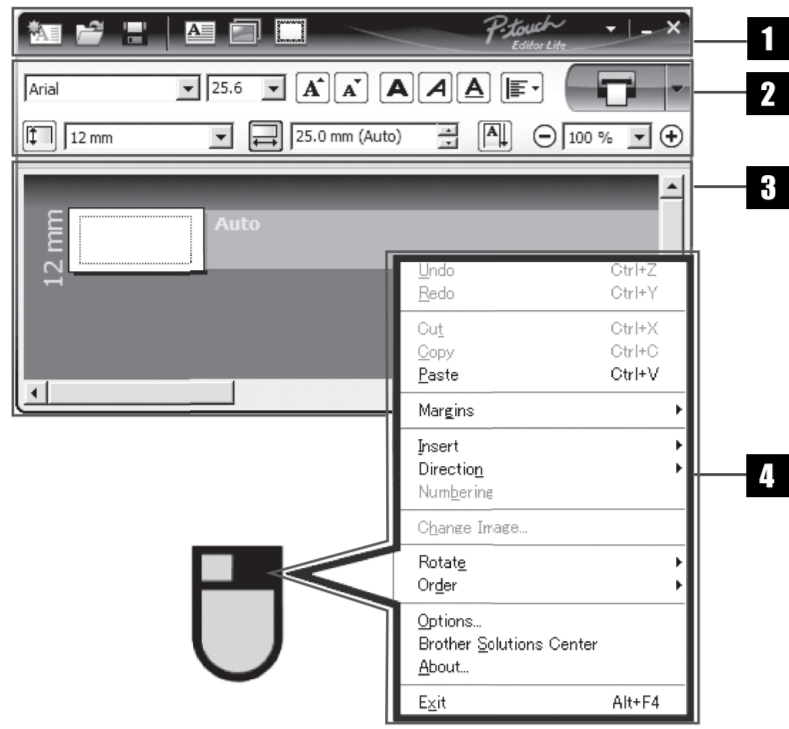 P-touch
Editor Lite
1
Arial 25.6 A A A A A
2
12 mm 25.0 mm (Auto) A 100 %
3
12 mm
Auto
Undo Ctrl+Z
Redo Ctrl+Y
Cut Ctrl+X
Copy Ctrl+C
Paste Ctrl+V
Margins
Insert
Direction
Numbering
4
Change Image...
Rotate
Order
Options...
Brother Solutions Center
About...
Exit Alt+F4